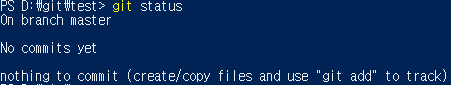 PS D:₩git₩test> git status
On branch master
No commits yet
nothing to commit (create/copy files and use "git add" to track)